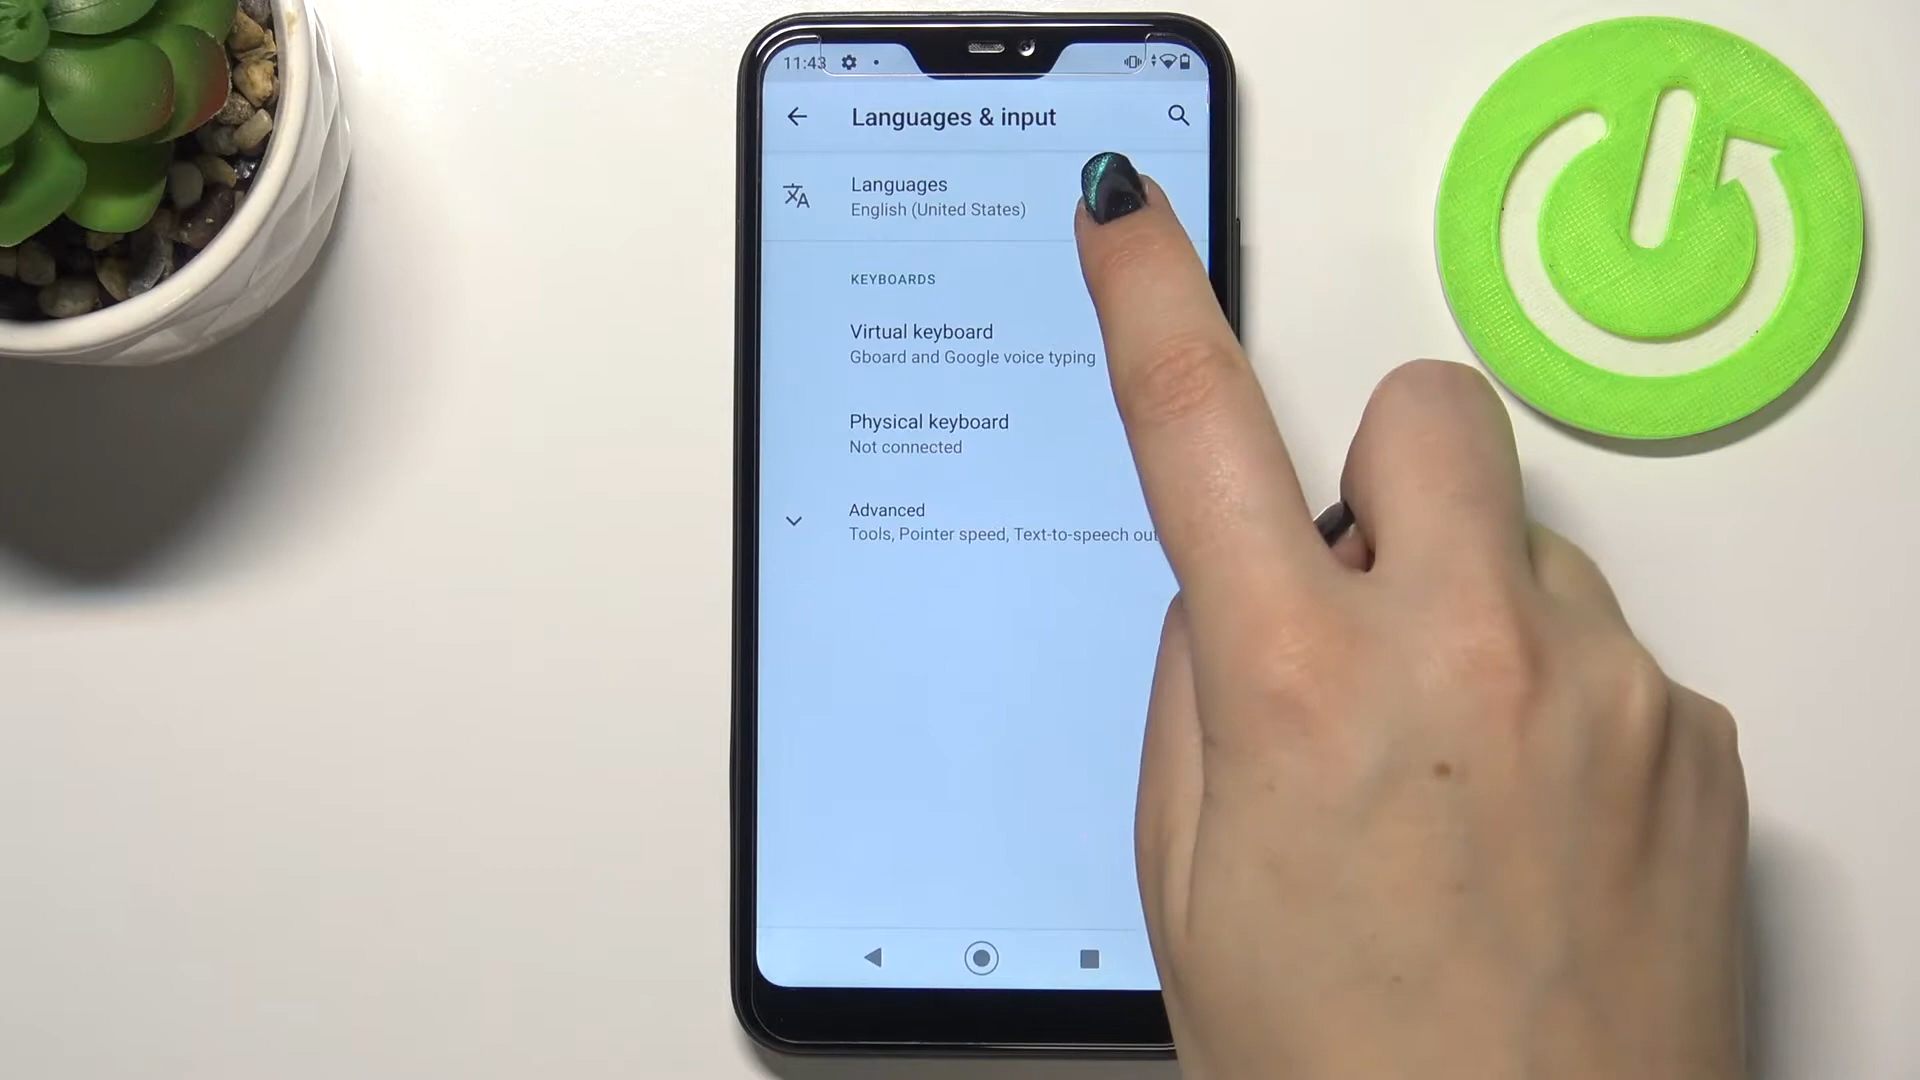 11:43
Languages & input
Languages
English (United States)
KEYBOARDS
Virtual keyboard
Gboard and Google voice typing
Physical keyboard
Not connected
Advanced
Tools, Pointer speed, Text-to-speech out